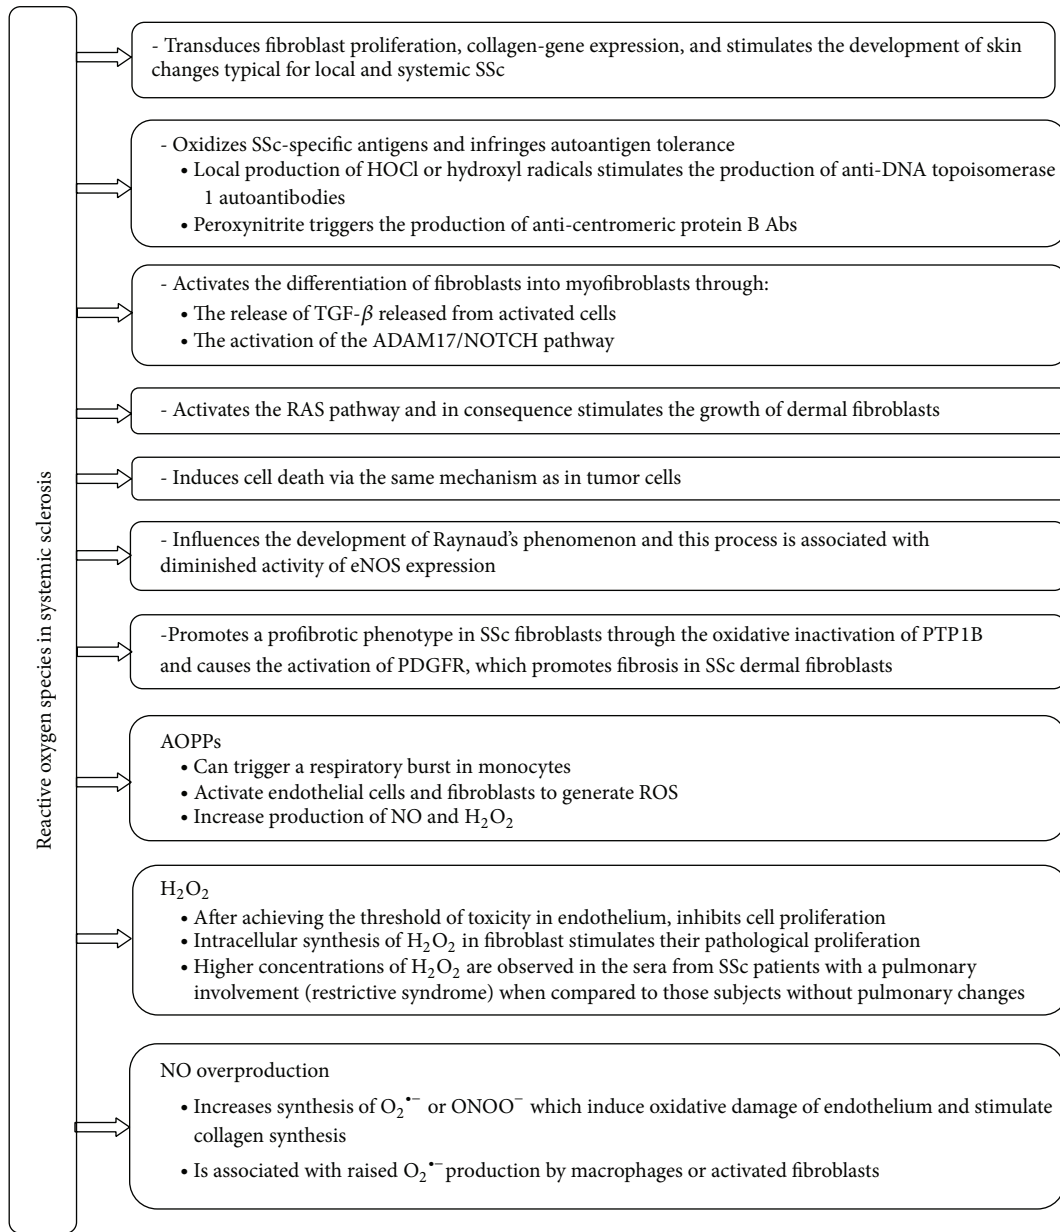 Reactive oxygen species in systemic sclerosis
- Transduces fibroblast proliferation, collagen-gene expression, and stimulates the development of skin
changes typical for local and systemic SSc
- Oxidizes SSc-specific antigens and infringes autoantigen tolerance
• Local production of HOCl or hydroxyl radicals stimulates the production of anti-DNA topoisomerase
1 autoantibodies
• Peroxynitrite triggers the production of anti-centromeric protein B Abs
- Activates the differentiation of fibroblasts into myofibroblasts through:
• The release of TGF-β released from activated cells
• The activation of the ADAM17/NOTCH pathway
- Activates the RAS pathway and in consequence stimulates the growth of dermal fibroblasts
- Induces cell death via the same mechanism as in tumor cells
- Influences the development of Raynaud's phenomenon and this process is associated with
diminished activity of eNOS expression
-Promotes a profibrotic phenotype in SSc fibroblasts through the oxidative inactivation of PTP1B
and causes the activation of PDGFR, which promotes fibrosis in SSc dermal fibroblasts
AOPPs
• Can trigger a respiratory burst in monocytes
• Activate endothelial cells and fibroblasts to generate ROS
• Increase production of NO and H₂O₂
H₂O₂
• After achieving the threshold of toxicity in endothelium, inhibits cell proliferation
• Intracellular synthesis of H₂O₂ in fibroblast stimulates their pathological proliferation
• Higher concentrations of H₂O₂ are observed in the sera from SSc patients with a pulmonary
involvement (restrictive syndrome) when compared to those subjects without pulmonary changes
NO overproduction
• Increases synthesis of O₂•⁻ or ONOO⁻ which induce oxidative damage of endothelium and stimulate
collagen synthesis
• Is associated with raised O₂•⁻ production by macrophages or activated fibroblasts